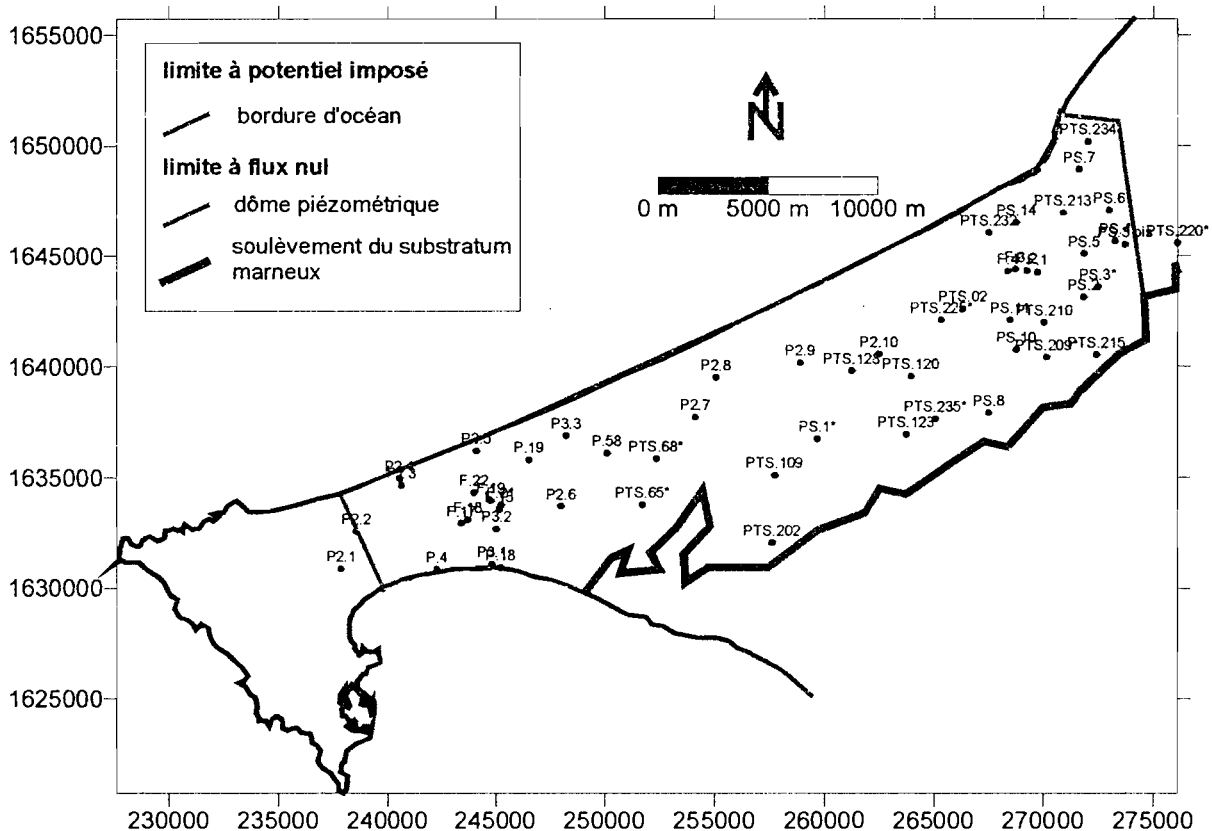 1655000
1650000
1645000
1640000
1635000
1630000
1625000
limite à potentiel imposé
bordure d'océan
limite à flux nul
dôme piézométrique
soulèvement du substratum
marneux
N
0 m 5000 m 10000 m
PTS.234
PS.7
PTS.213
PS.6
PS.14
PTS.232
PTS.220*
PS.5
PS.3*
PTS.02
PS.11
PTS.210
PS.10
PTS.209
PTS.215
P2.10
P2.9
PTS.120
P2.8
PS.8
PTS.235*
PTS.123
P2.7
PS.1*
P3.3
P.19
P.58
PTS.68*
PTS.109
F.22
P2.6
PTS.65*
P3.2
PTS.202
P2.2
P2.1
P.4
230000 235000 240000 245000 250000 255000 260000 265000 270000 275000